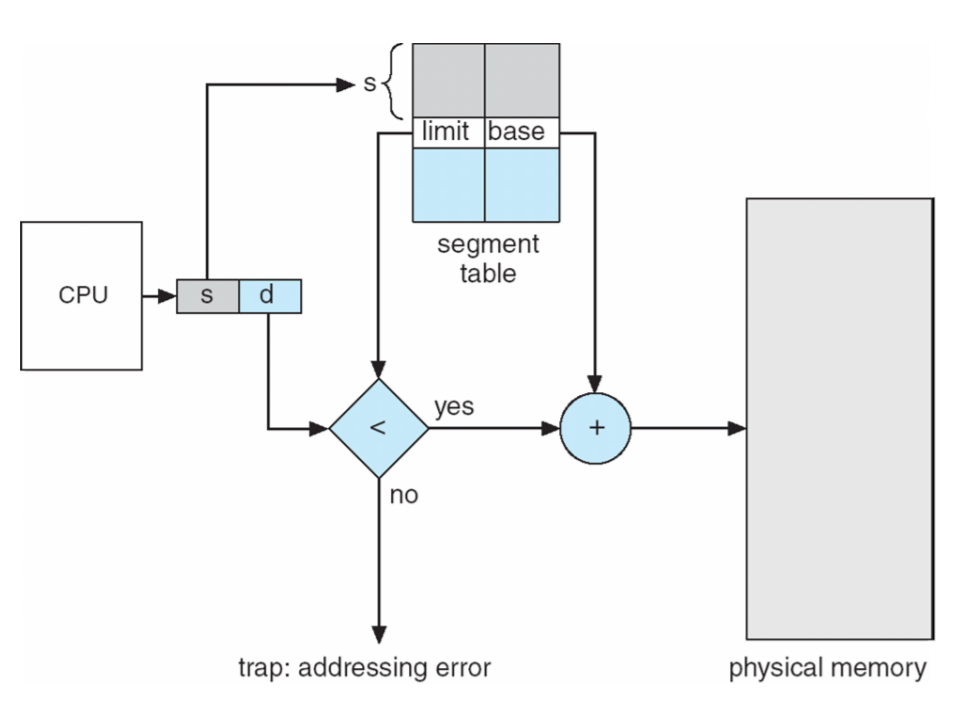 s
limit base
segment
table
CPU
s d
yes
<
+
no
trap: addressing error
physical memory